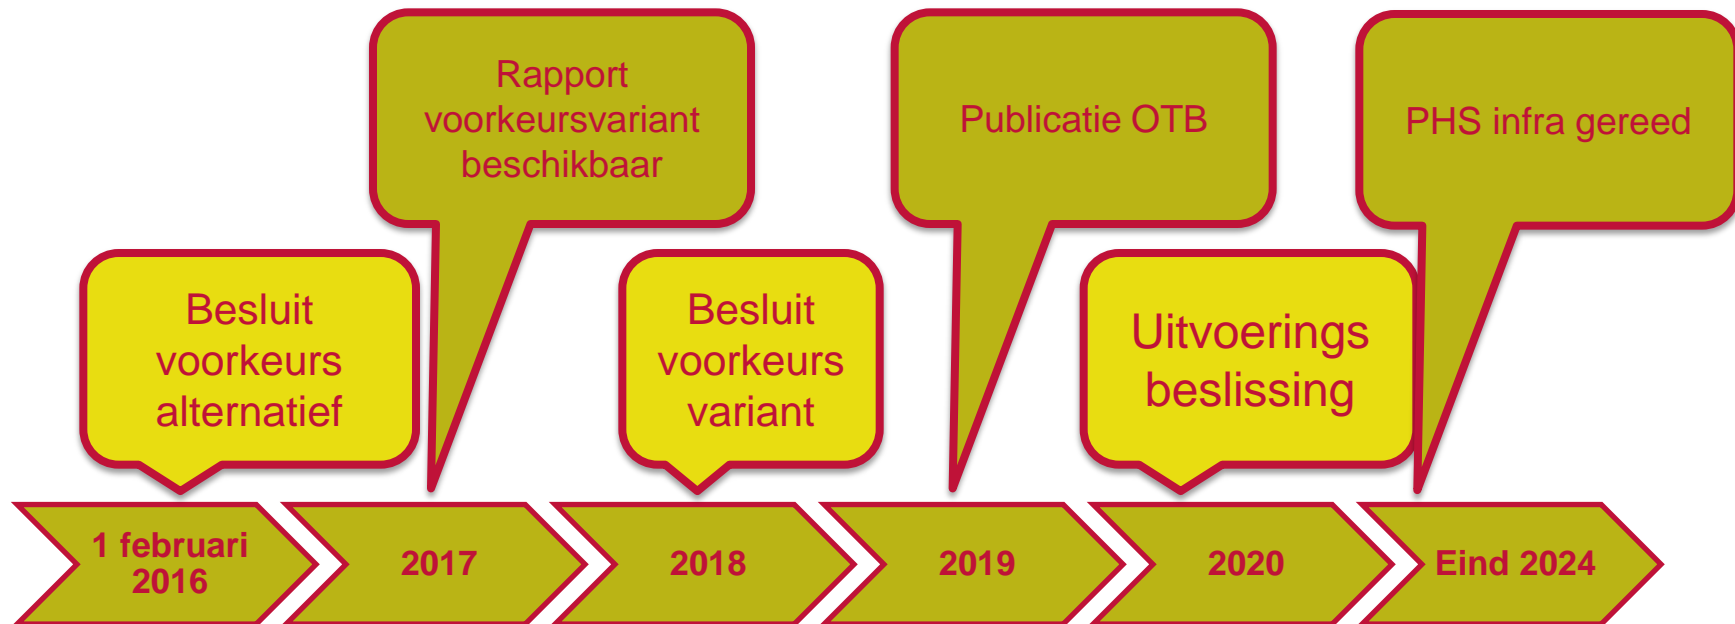 Rapport
voorkeursvariant
beschikbaar
Publicatie OTB
PHS infra gereed
Besluit
voorkeurs
alternatief
Besluit
voorkeurs
variant
Uitvoerings
beslissing
1 februari
2016
2017
2018
2019
2020
Eind 2024